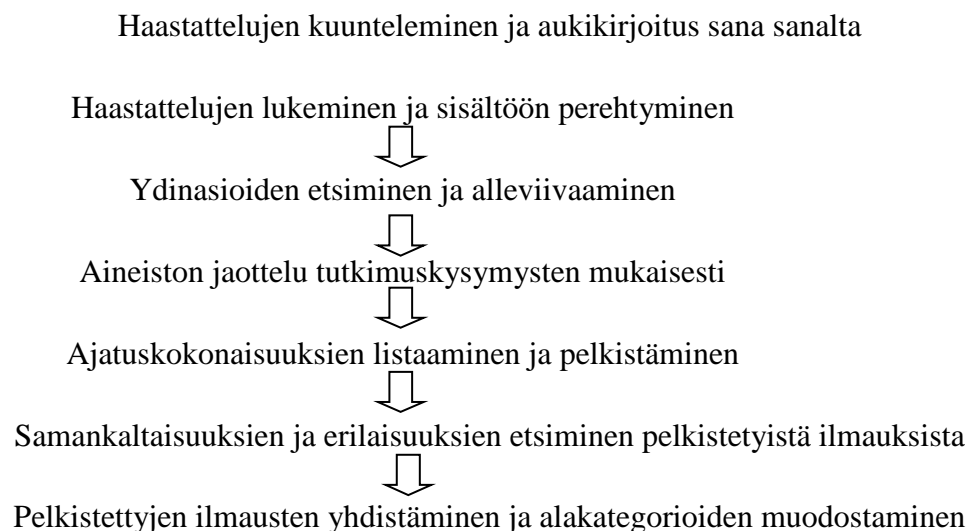 Haastattelujen kuunteleminen ja aukikirjoitus sana sanalta
Haastattelujen lukeminen ja sisältöön perehtyminen
Ydinasioiden etsiminen ja alleviivaaminen
Aineiston jaottelu tutkimuskysymysten mukaisesti
Ajatuskokonaisuuksien listaaminen ja pelkistäminen
Samankaltaisuuksien ja erilaisuuksien etsiminen pelkistetyistä ilmauksista
Pelkistettyjen ilmausten yhdistäminen ja alakategorioiden muodostaminen